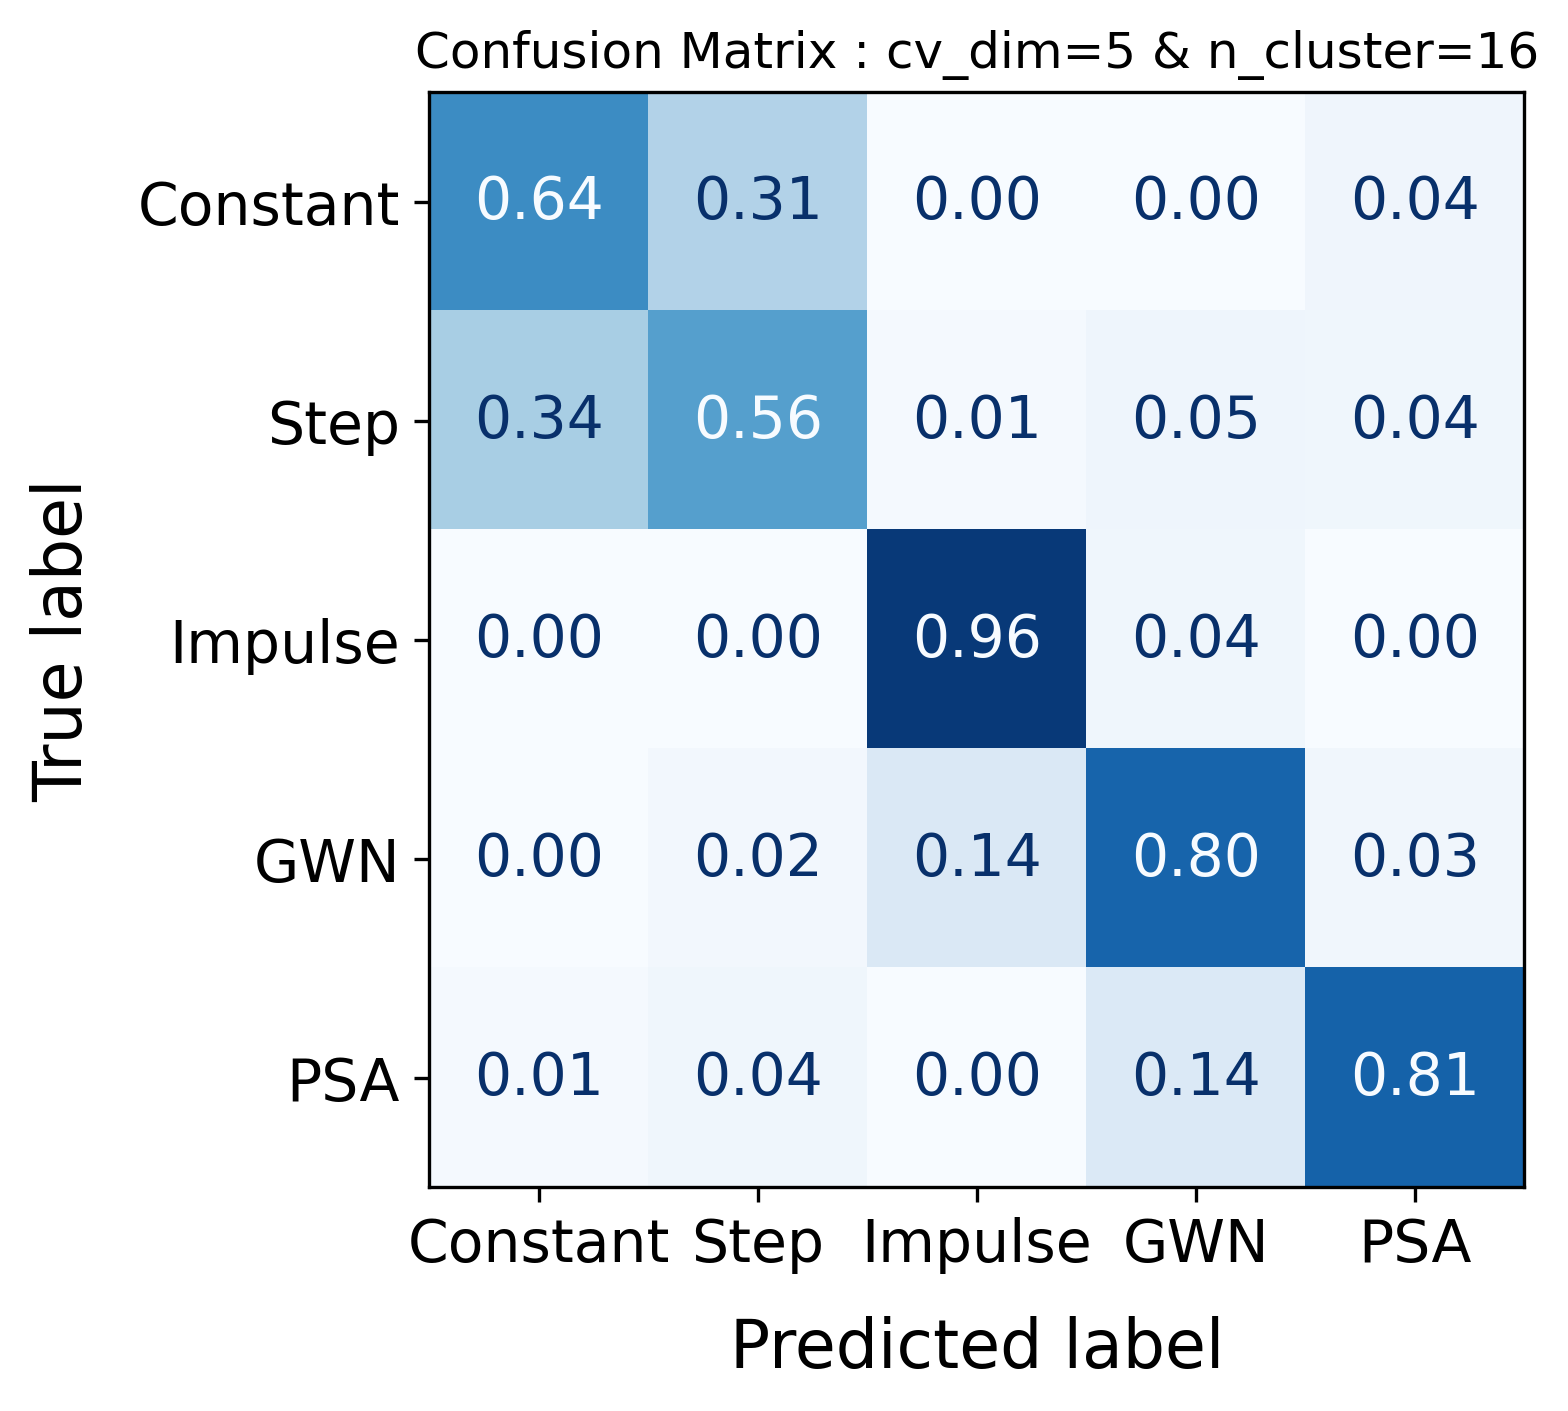 Confusion Matrix : cv_dim=5 & n_cluster=16
True label
Constant 0.64 0.31 0.00 0.00 0.04
Step 0.34 0.56 0.01 0.05 0.04
Impulse 0.00 0.00 0.96 0.04 0.00
GWN 0.00 0.02 0.14 0.80 0.03
PSA 0.01 0.04 0.00 0.14 0.81
Constant Step Impulse GWN PSA
Predicted label